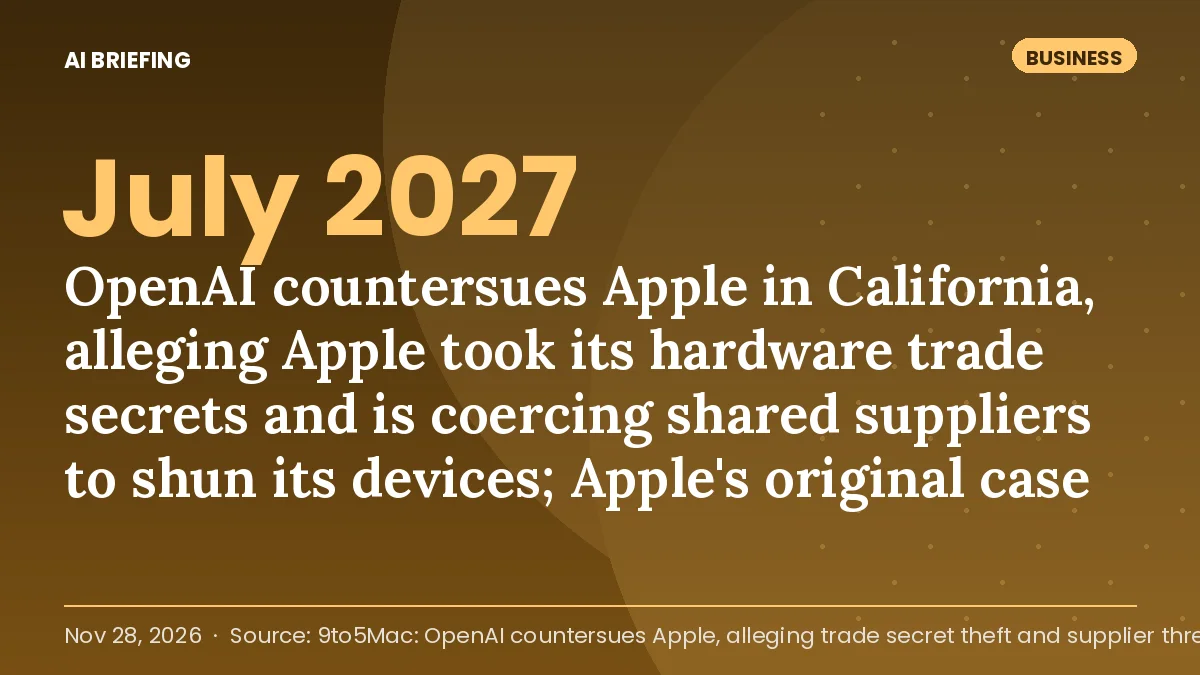 AI BRIEFING
BUSINESS
July 2027
OpenAI countersues Apple in California,
alleging Apple took its hardware trade
secrets and is coercing shared suppliers
to shun its devices; Apple's original case
Nov 28, 2026 · Source: 9to5Mac: OpenAI countersues Apple, alleging trade secret theft and supplier thre